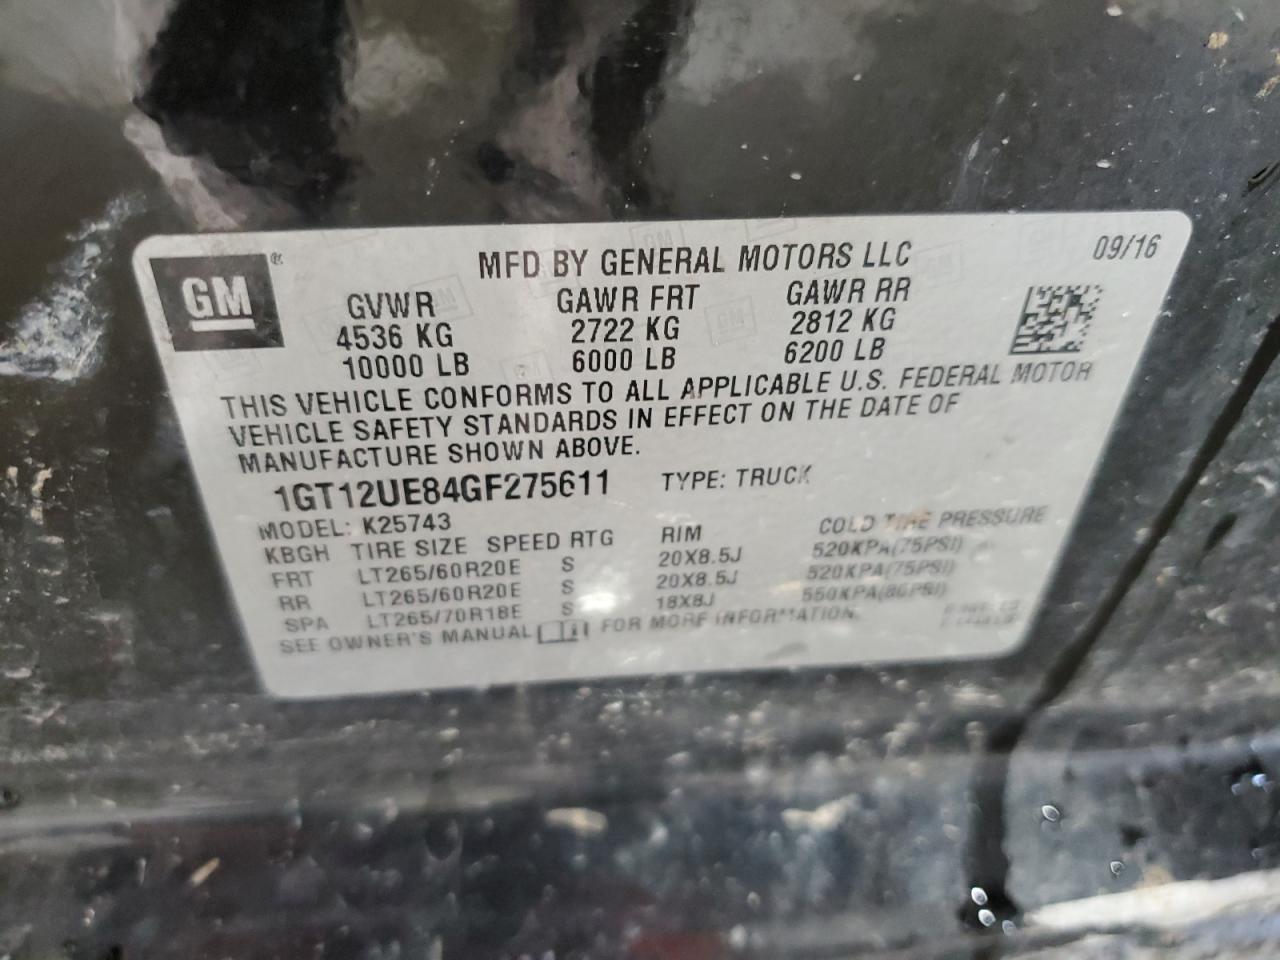 GM®
MFD BY GENERAL MOTORS LLC 09/16
GVWR GAWR FRT GAWR RR
4536 KG 2722 KG 2812 KG
10000 LB 6000 LB 6200 LB
THIS VEHICLE CONFORMS TO ALL APPLICABLE U.S. FEDERAL MOTOR
VEHICLE SAFETY STANDARDS IN EFFECT ON THE DATE OF
MANUFACTURE SHOWN ABOVE.
1GT12UE84GF275611 TYPE: TRUCK
MODEL: K25743
KBGH TIRE SIZE SPEED RTG RIM COLD TIRE PRESSURE
FRT LT265/60R20E S 20X8.5J 520KPA(75PSI)
RR LT265/60R20E S 20X8.5J 520KPA(75PSI)
SPA LT265/70R18E S 18X8J 550KPA(80PSI)
SEE OWNER'S MANUAL FOR MORE INFORMATION.